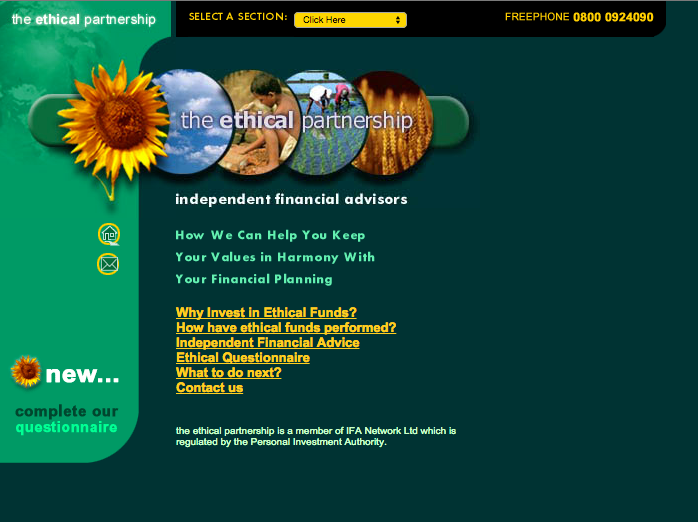 the ethical partnership
SELECT A SECTION:
Click Here
FREEPHONE 0800 0924090
the ethical partnership
independent financial advisors
How We Can Help You Keep
Your Values in Harmony With
Your Financial Planning
Why Invest in Ethical Funds?
How have ethical funds performed?
Independent Financial Advice
Ethical Questionnaire
What to do next?
Contact us
new...
complete our
questionnaire
the ethical partnership is a member of IFA Network Ltd which is
regulated by the Personal Investment Authority.